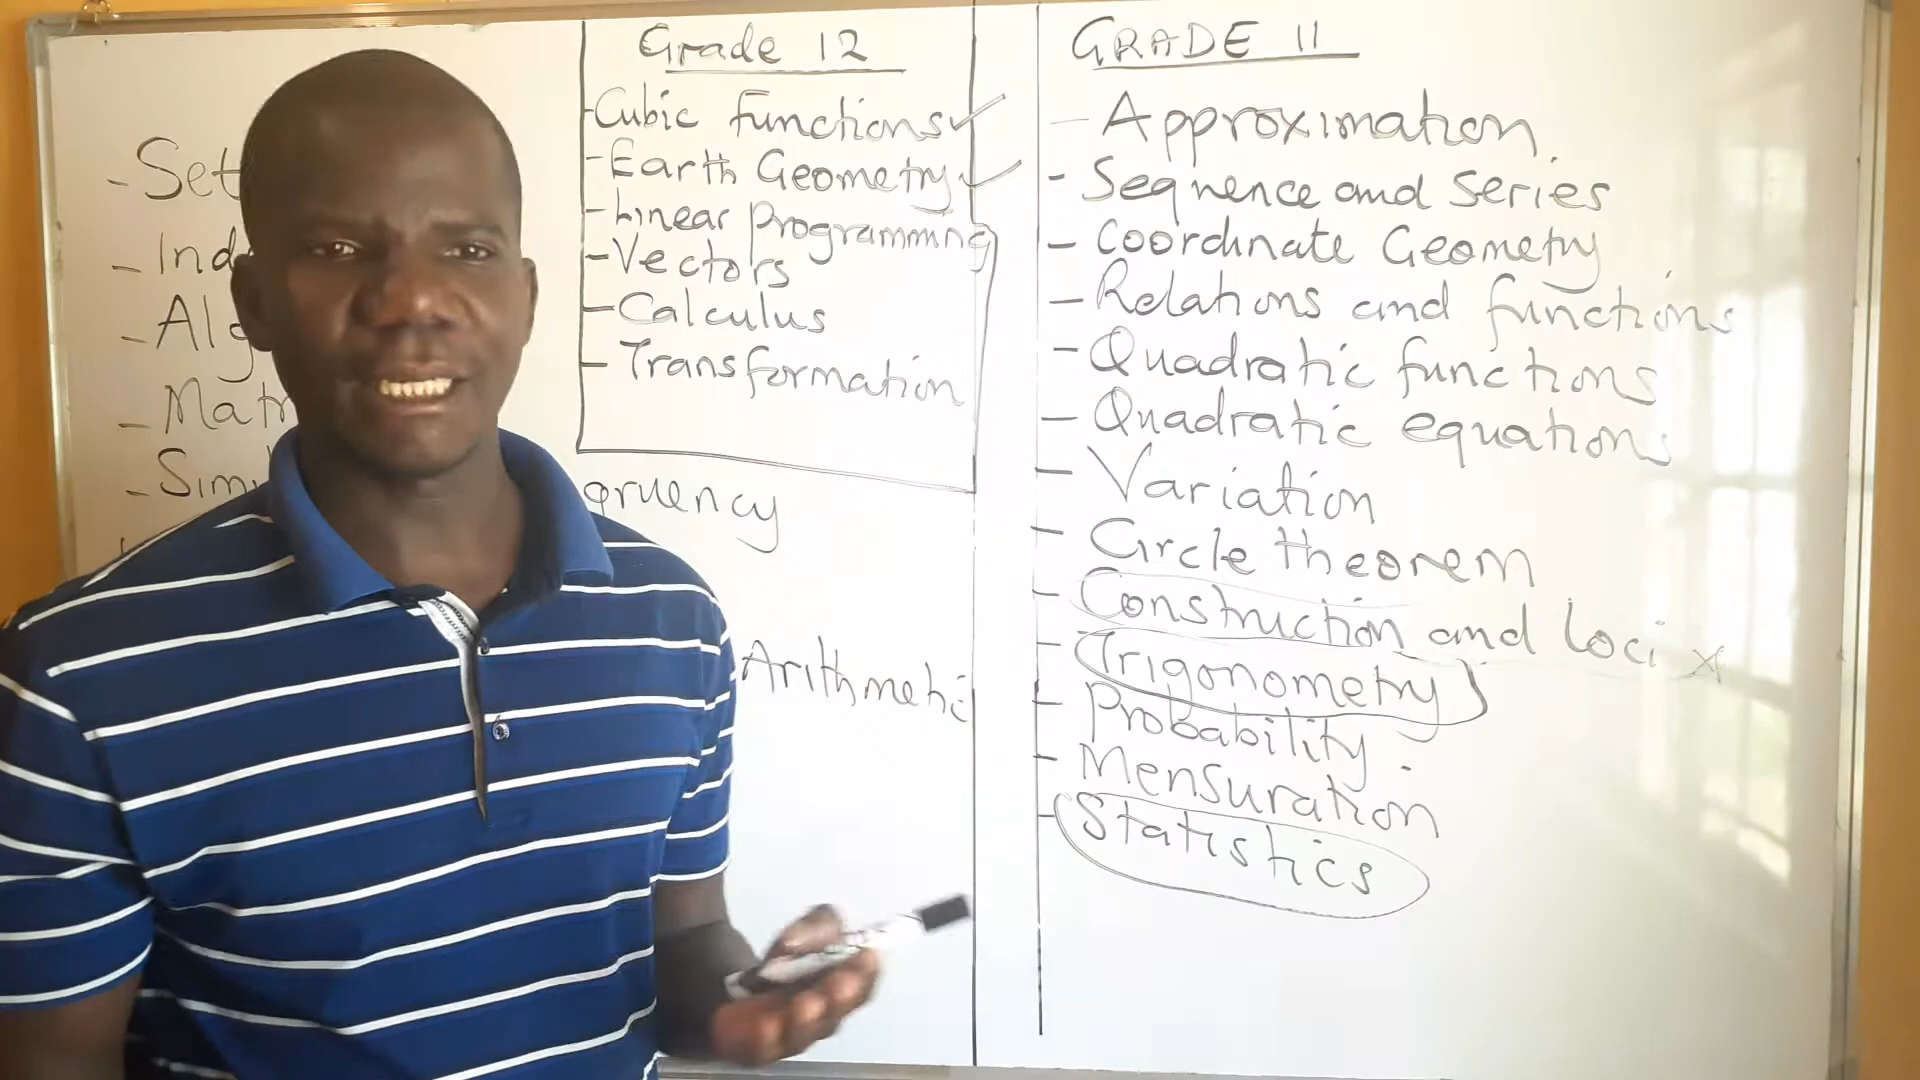 - Set
- Ind
- Alg
- Matr
- Sim
gruency
Arithmetic
Grade 12
- Cubic functions ✓
- Earth Geometry ✓
- Linear Programming
- Vectors
- Calculus
- Transformation
GRADE 11
- Approximation
- Sequence and Series
- Coordinate Geometry
- Relations and functions
- Quadratic functions
- Quadratic equations
- Variation
- Circle theorem
- Construction and Loci x
- Trigonometry
- Probability
- Mensuration
- Statistics